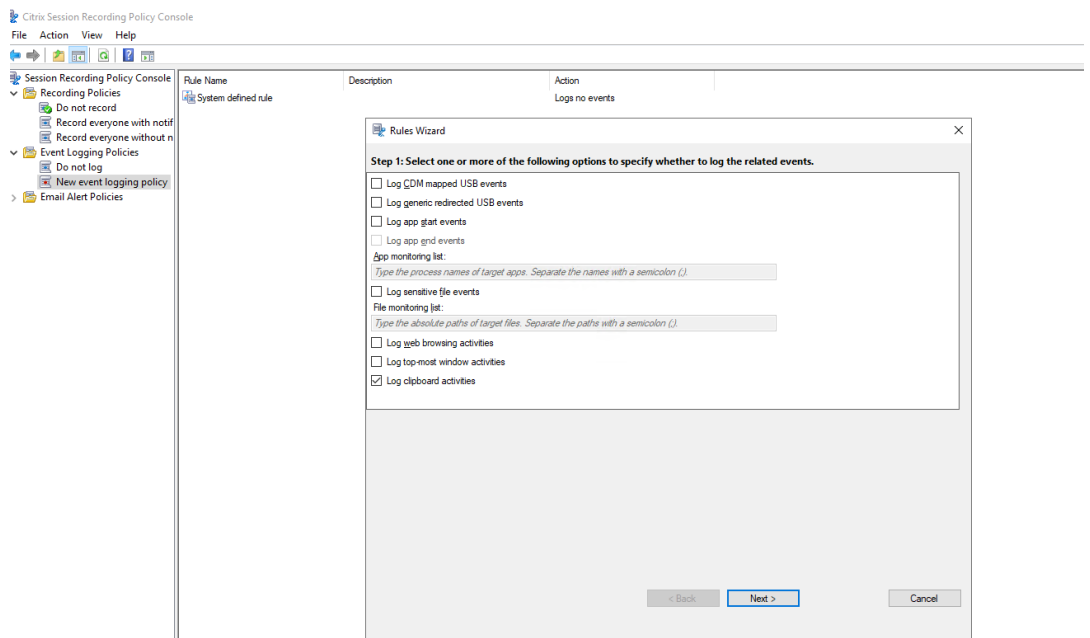 Citrix Session Recording Policy Console
File Action View Help
Session Recording Policy Console
Recording Policies
Do not record
Record everyone with notif
Record everyone without n
Event Logging Policies
Do not log
New event logging policy
Email Alert Policies
Rule Name Description Action
System defined rule Logs no events
Rules Wizard
Step 1: Select one or more of the following options to specify whether to log the related events.
Log CDM mapped USB events
Log generic redirected USB events
Log app start events
Log app end events
App monitoring list:
Type the process names of target apps. Separate the names with a semicolon (;).
Log sensitive file events
File monitoring list:
Type the absolute paths of target files. Separate the paths with a semicolon (;).
Log web browsing activities
Log top-most window activities
Log clipboard activities
< Back Next > Cancel